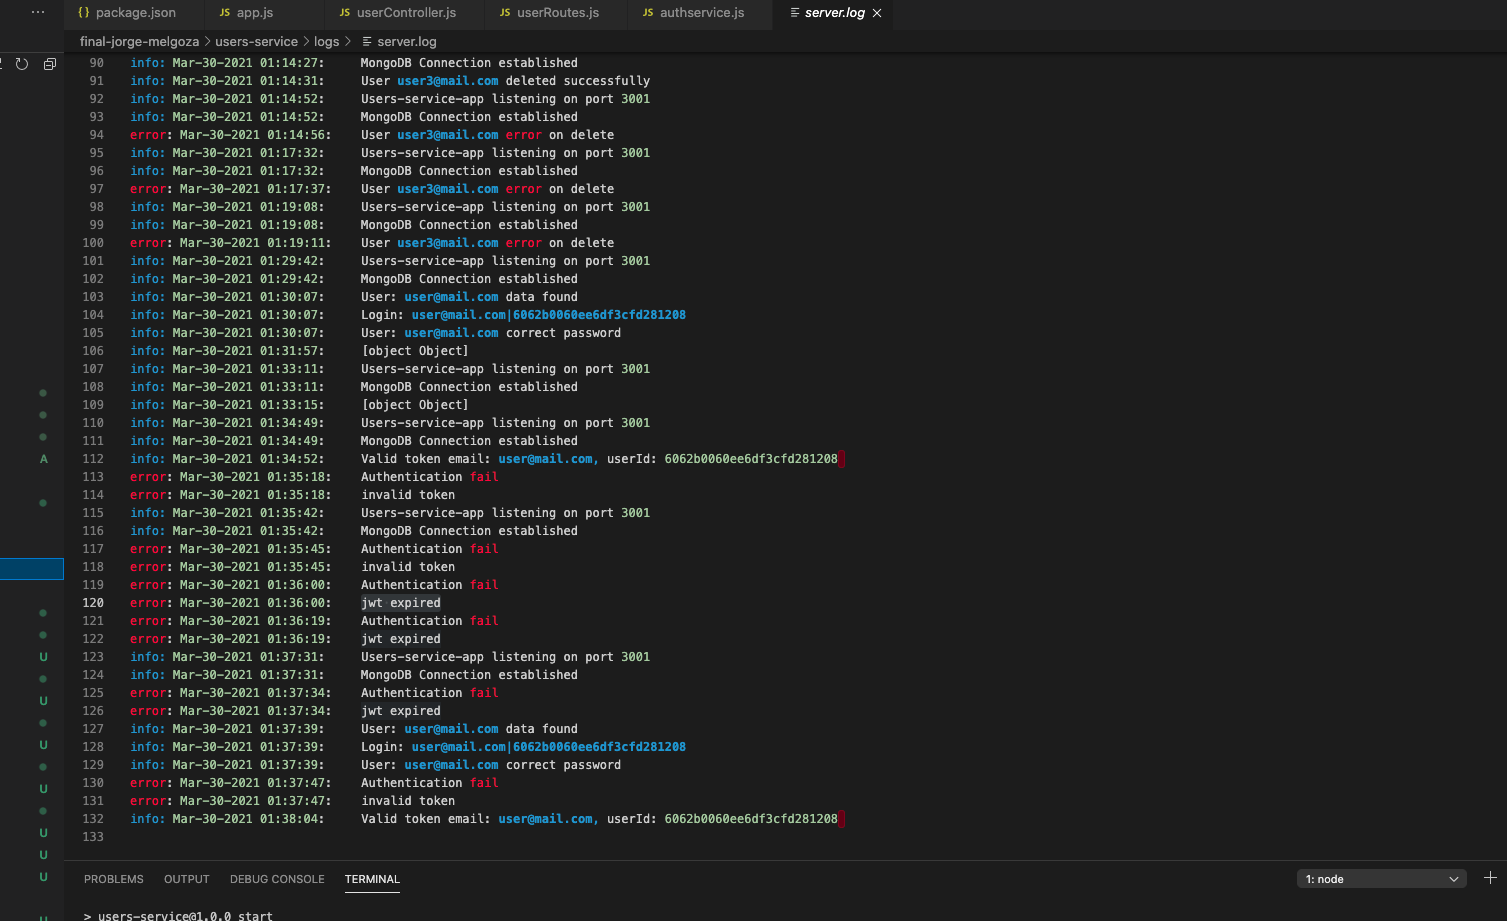 package.json JS app.js JS userController.js JS userRoutes.js JS authservice.js server.log
final-jorge-melgoza > users-service > logs > server.log
90 info: Mar-30-2021 01:14:27: MongoDB Connection established
91 info: Mar-30-2021 01:14:31: User user3@mail.com deleted successfully
92 info: Mar-30-2021 01:14:52: Users-service-app listening on port 3001
93 info: Mar-30-2021 01:14:52: MongoDB Connection established
94 error: Mar-30-2021 01:14:56: User user3@mail.com error on delete
95 info: Mar-30-2021 01:17:32: Users-service-app listening on port 3001
96 info: Mar-30-2021 01:17:32: MongoDB Connection established
97 error: Mar-30-2021 01:17:37: User user3@mail.com error on delete
98 info: Mar-30-2021 01:19:08: Users-service-app listening on port 3001
99 info: Mar-30-2021 01:19:08: MongoDB Connection established
100 error: Mar-30-2021 01:19:11: User user3@mail.com error on delete
101 info: Mar-30-2021 01:29:42: Users-service-app listening on port 3001
102 info: Mar-30-2021 01:29:42: MongoDB Connection established
103 info: Mar-30-2021 01:30:07: User: user@mail.com data found
104 info: Mar-30-2021 01:30:07: Login: user@mail.com|6062b0060ee6df3cfd281208
105 info: Mar-30-2021 01:30:07: User: user@mail.com correct password
106 info: Mar-30-2021 01:31:57: [object Object]
107 info: Mar-30-2021 01:33:11: Users-service-app listening on port 3001
108 info: Mar-30-2021 01:33:11: MongoDB Connection established
109 info: Mar-30-2021 01:33:15: [object Object]
110 info: Mar-30-2021 01:34:49: Users-service-app listening on port 3001
111 info: Mar-30-2021 01:34:49: MongoDB Connection established
A 112 info: Mar-30-2021 01:34:52: Valid token email: user@mail.com, userId: 6062b0060ee6df3cfd281208
113 error: Mar-30-2021 01:35:18: Authentication fail
114 error: Mar-30-2021 01:35:18: invalid token
115 info: Mar-30-2021 01:35:42: Users-service-app listening on port 3001
116 info: Mar-30-2021 01:35:42: MongoDB Connection established
117 error: Mar-30-2021 01:35:45: Authentication fail
118 error: Mar-30-2021 01:35:45: invalid token
119 error: Mar-30-2021 01:36:00: Authentication fail
120 error: Mar-30-2021 01:36:00: jwt expired
121 error: Mar-30-2021 01:36:19: Authentication fail
122 error: Mar-30-2021 01:36:19: jwt expired
U 123 info: Mar-30-2021 01:37:31: Users-service-app listening on port 3001
124 info: Mar-30-2021 01:37:31: MongoDB Connection established
U 125 error: Mar-30-2021 01:37:34: Authentication fail
126 error: Mar-30-2021 01:37:34: jwt expired
127 info: Mar-30-2021 01:37:39: User: user@mail.com data found
U 128 info: Mar-30-2021 01:37:39: Login: user@mail.com|6062b0060ee6df3cfd281208
129 info: Mar-30-2021 01:37:39: User: user@mail.com correct password
U 130 error: Mar-30-2021 01:37:47: Authentication fail
131 error: Mar-30-2021 01:37:47: invalid token
132 info: Mar-30-2021 01:38:04: Valid token email: user@mail.com, userId: 6062b0060ee6df3cfd281208
U 133
U
U PROBLEMS OUTPUT DEBUG CONSOLE TERMINAL 1: node
U > users-service@1.0.0 start